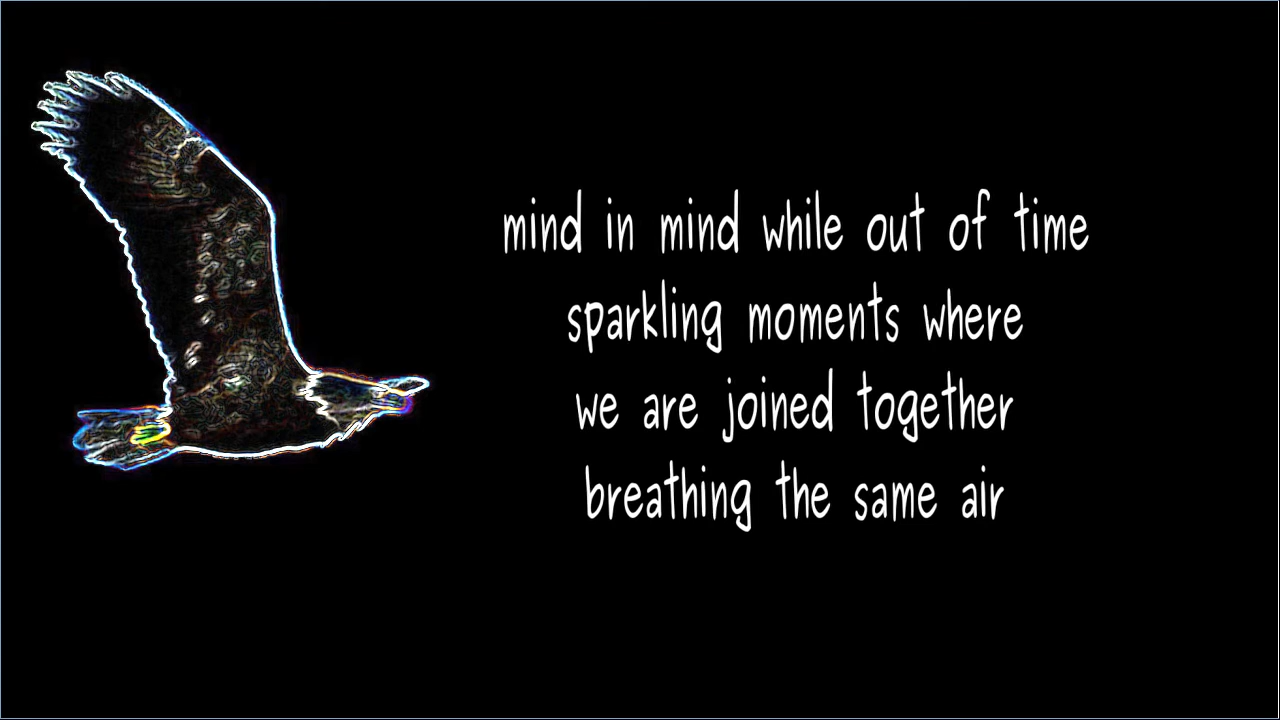 mind in mind while out of time
sparkling moments where
we are joined together
breathing the same air